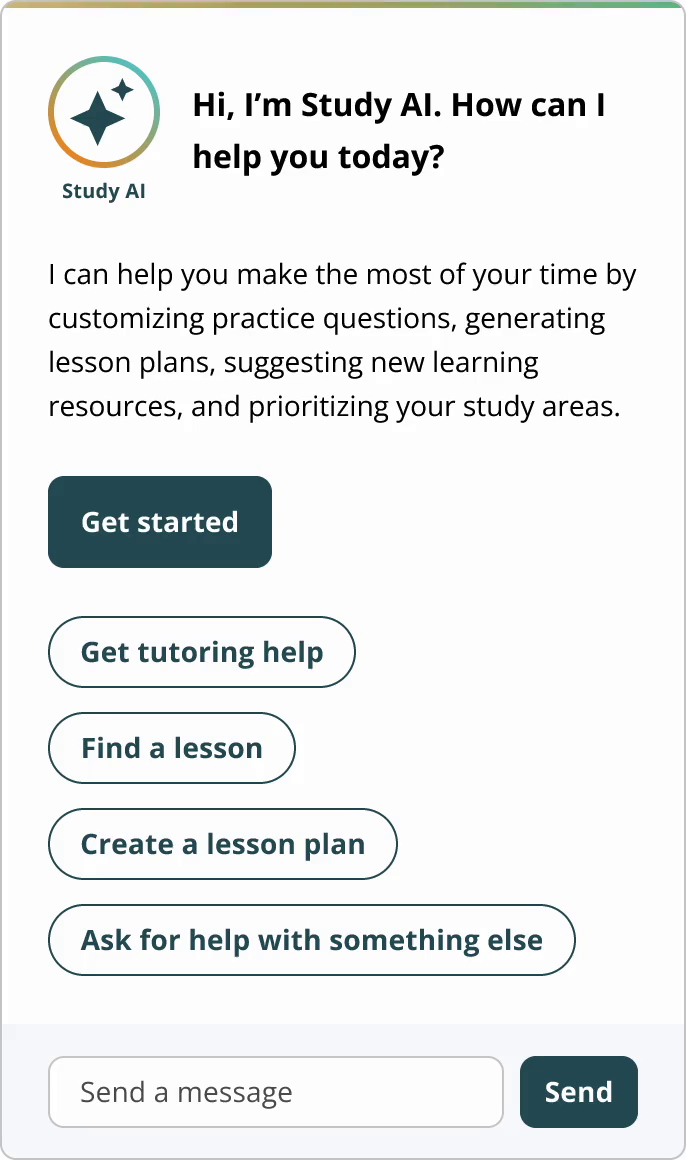 Hi, I’m Study AI. How can I
help you today?
Study AI
I can help you make the most of your time by
customizing practice questions, generating
lesson plans, suggesting new learning
resources, and prioritizing your study areas.
Get started
Get tutoring help
Find a lesson
Create a lesson plan
Ask for help with something else
Send a message
Send